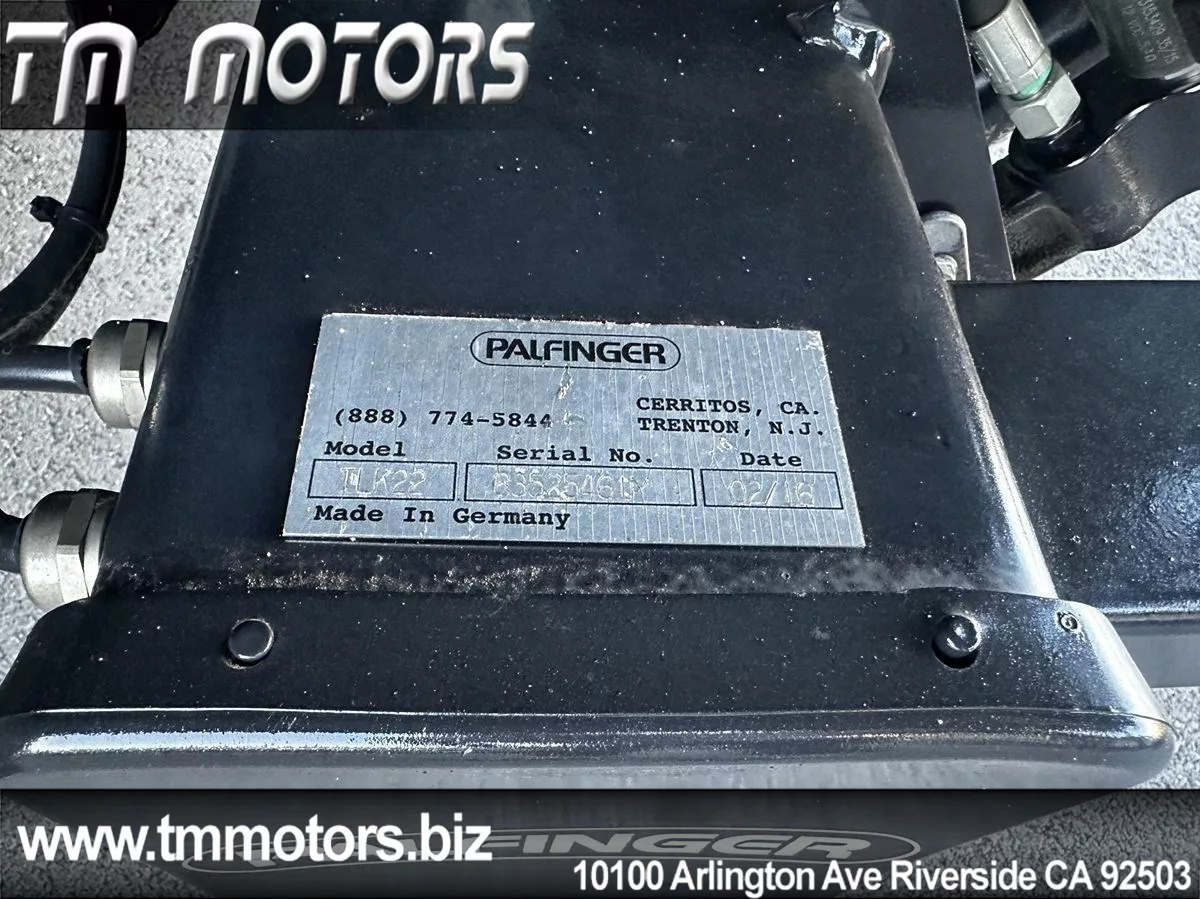 TM MOTORS
PALFINGER
(888) 774-5844
CERRITOS, CA.
TRENTON, N.J.
Model Serial No. Date
TLK22 02/16
Made In Germany
www.tmmotors.biz
PALFINGER
10100 Arlington Ave Riverside CA 92503